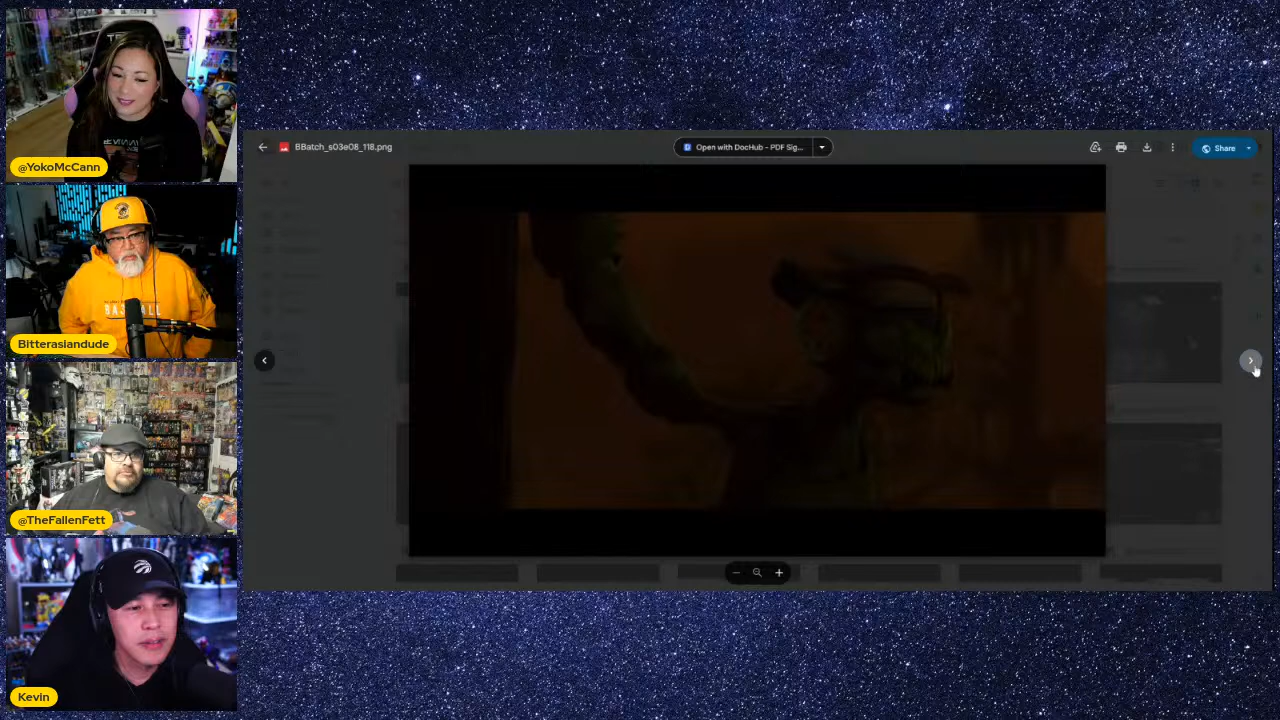 @YokoMcCann
Bitterasiandude
@TheFallenFett
Kevin
BBatch_s03e08_118.png
Open with DocHub - PDF Sig...
Share